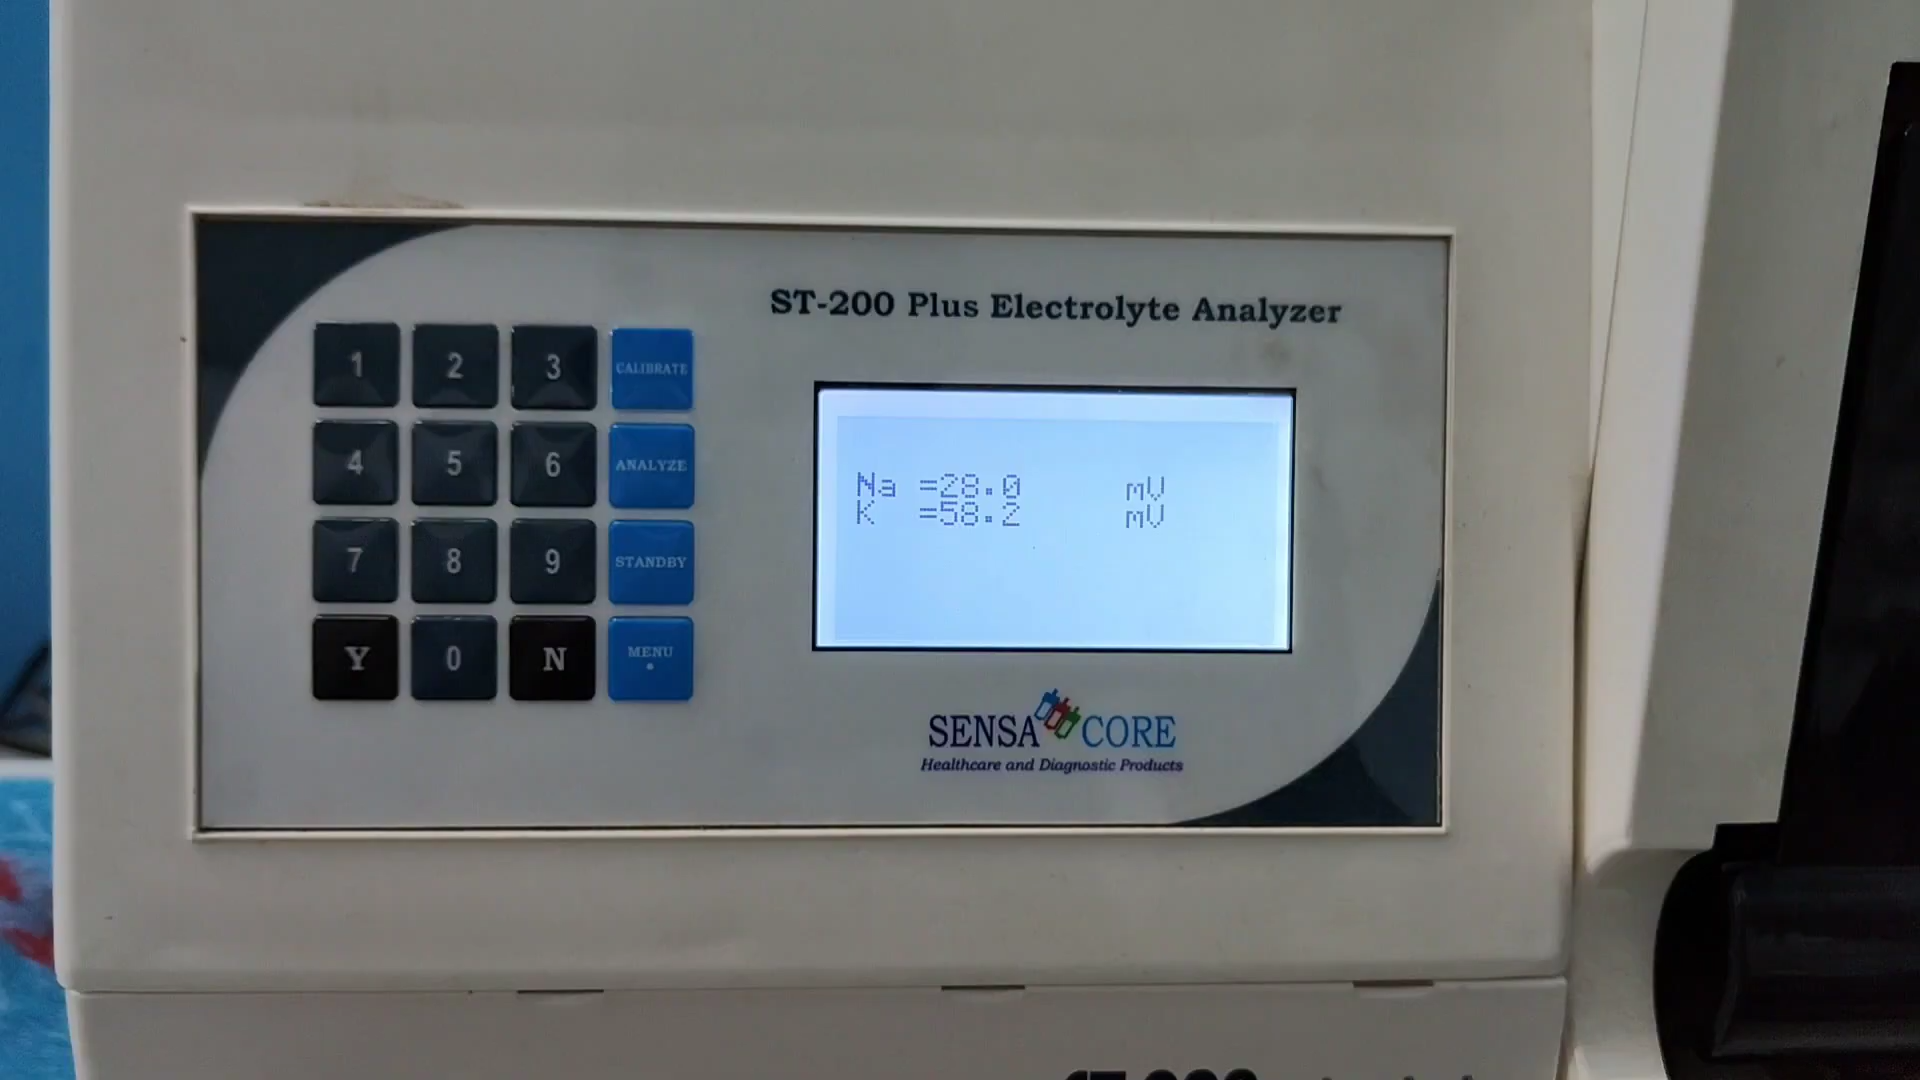 ST-200 Plus Electrolyte Analyzer
1 2 3 CALIBRATE
4 5 6 ANALYZE
7 8 9 STANDBY
Y 0 N MENU
Na =28.0 mV
K =58.2 mV
SENSA CORE
Healthcare and Diagnostic Products